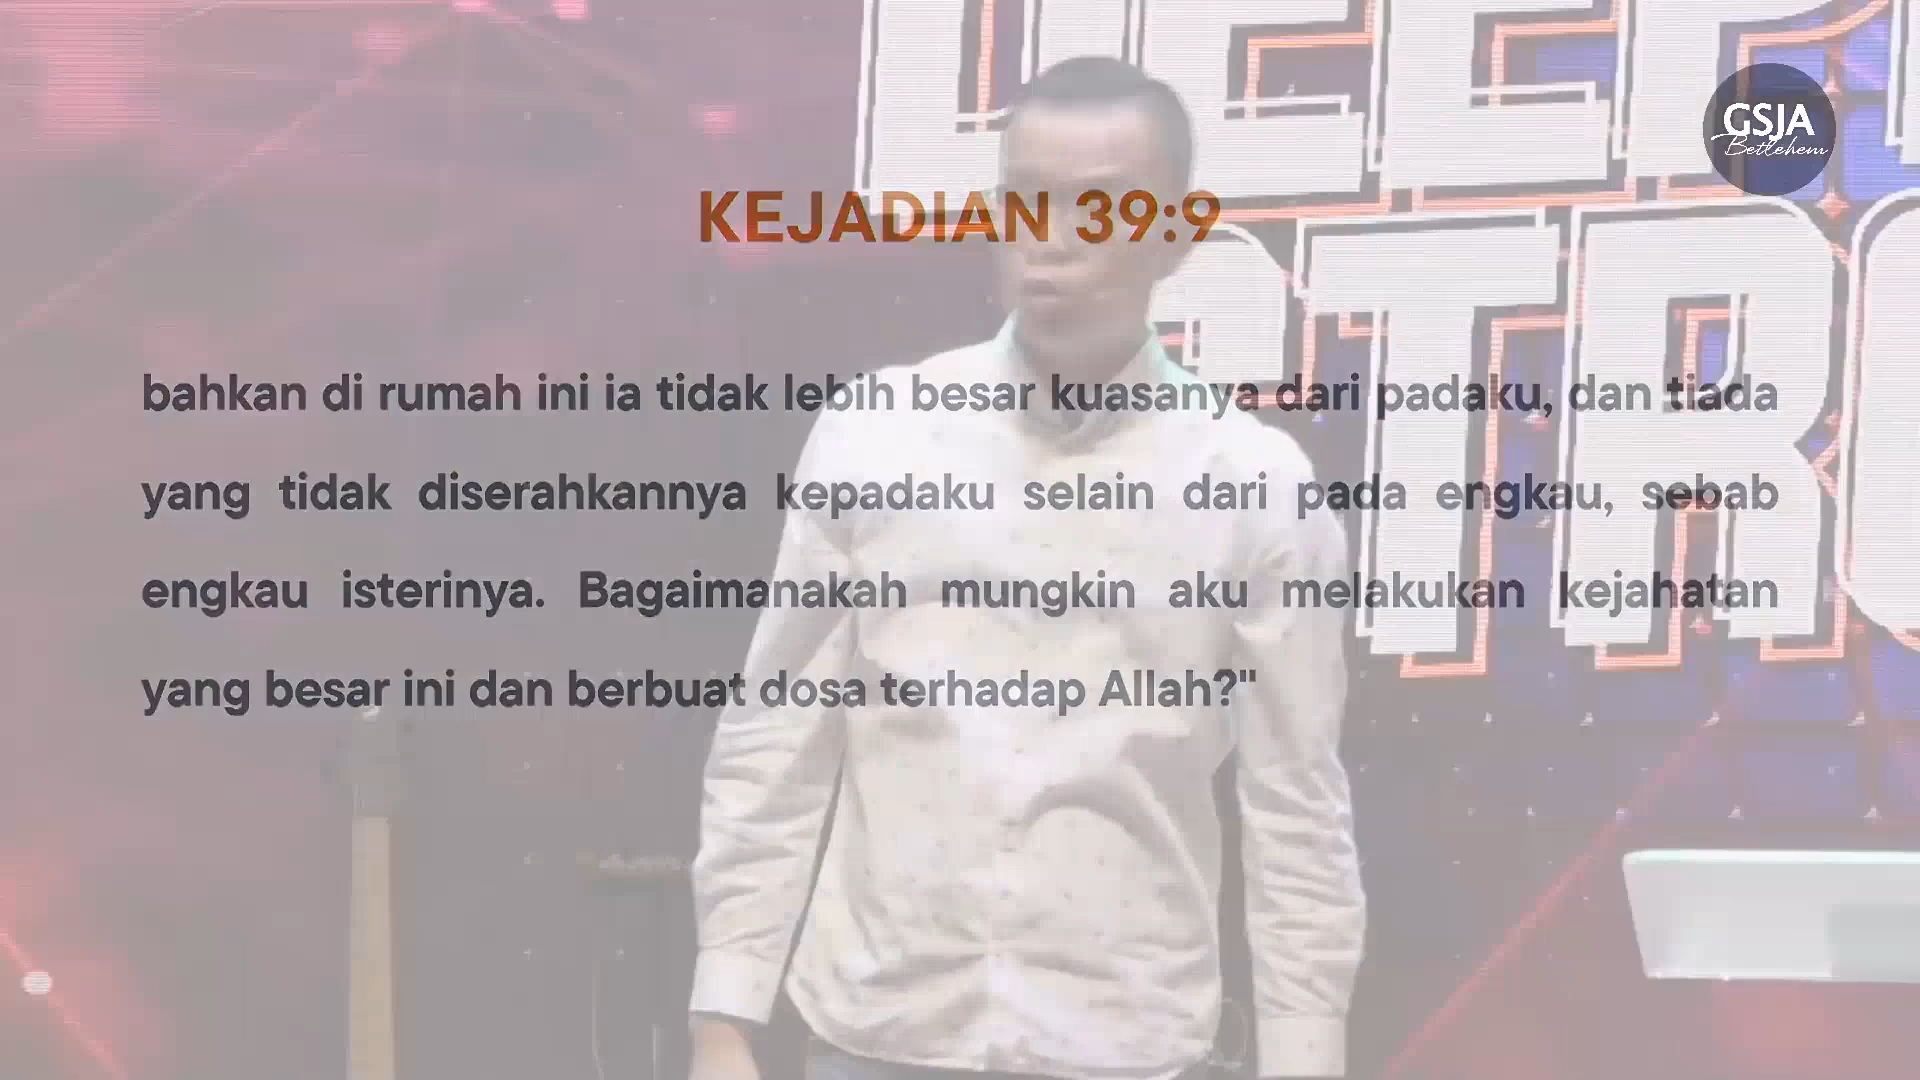 GSJA
Betlehem
KEJADIAN 39:9
bahkan di rumah ini ia tidak lebih besar kuasanya dari padaku, dan tiada
yang tidak diserahkannya kepadaku selain dari pada engkau, sebab
engkau isterinya. Bagaimanakah mungkin aku melakukan kejahatan
yang besar ini dan berbuat dosa terhadap Allah?"